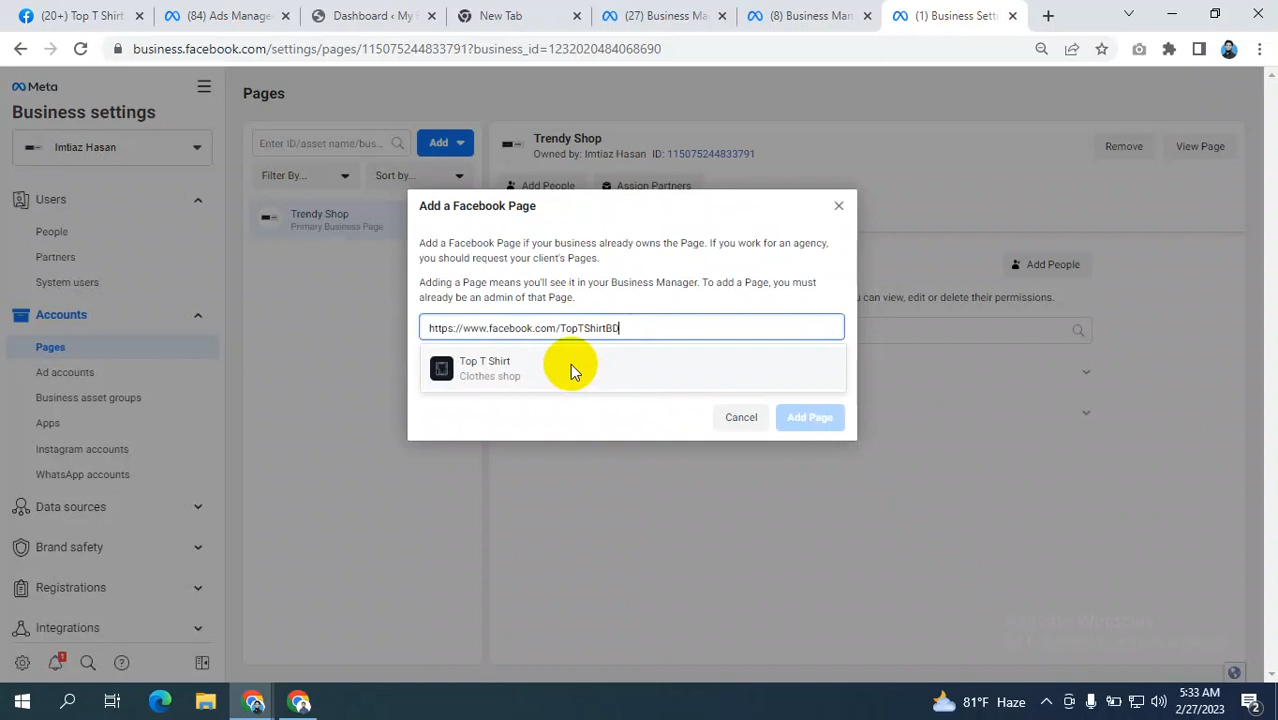 (20+) T Shirt
(84) Ads Manage
Dashboard ‹ My
New Tab
(27) Business Ma
(8) Business Man
(1) Business Sett
business.facebook.com/settings/pages/115075244833791?business_id=1232020484068690
Meta
Business settings
Imtiaz Hasan
Users
People
Partners
System users
Accounts
Pages
Ad accounts
Business asset groups
Apps
Instagram accounts
WhatsApp accounts
Data sources
Brand safety
Registrations
Integrations
1
Pages
Enter ID/asset name/bus...
Add
Filter By...
Sort by...
Trendy Shop
Primary Business Page
Trendy Shop
Owned by: Imtiaz Hasan ID: 115075244833791
Remove
View Page
Add People
Assign Partners
Add People
can view, edit or delete their permissions.
Add a Facebook Page
Add a Facebook Page if your business already owns the Page. If you work for an agency,
you should request your client's Pages.
Adding a Page means you'll see it in your Business Manager. To add a Page, you must
already be an admin of that Page.
https://www.facebook.com/TopTShirtBD
Top T Shirt
Clothes shop
Cancel
Add Page
Activate Windows
81°F Haze
5:33 AM
2/27/2023
2